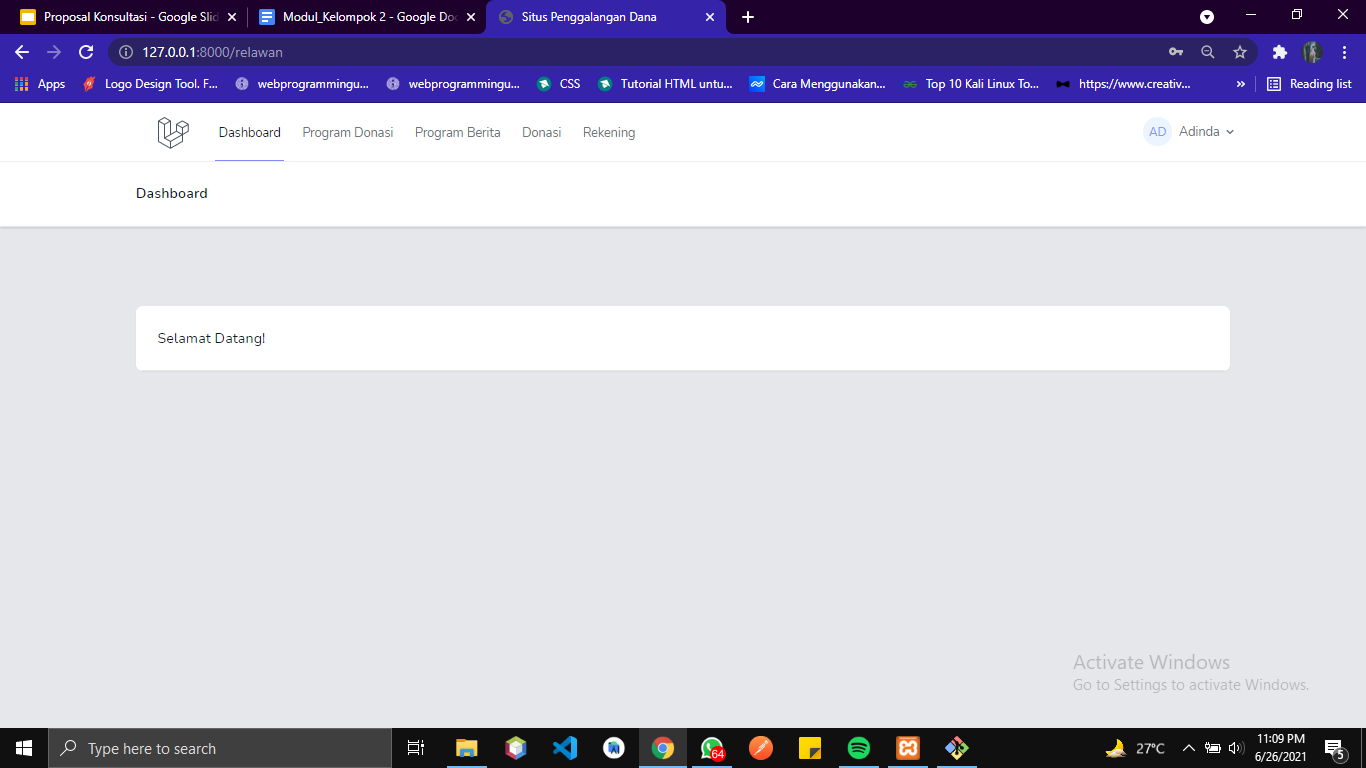 Proposal Konsultasi - Google Slid
Modul_Kelompok 2 - Google Doc
Situs Penggalangan Dana
127.0.0.1:8000/relawan
Apps
Logo Design Tool. F...
webprogrammingu...
webprogrammingu...
CSS
Tutorial HTML untu...
Cara Menggunakan...
Top 10 Kali Linux To...
https://www.creativ...
»
Reading list
Dashboard
Program Donasi
Program Berita
Donasi
Rekening
AD
Adinda
Dashboard
Selamat Datang!
Activate Windows
Go to Settings to activate Windows.
Type here to search
64
27°C
11:09 PM
6/26/2021
5